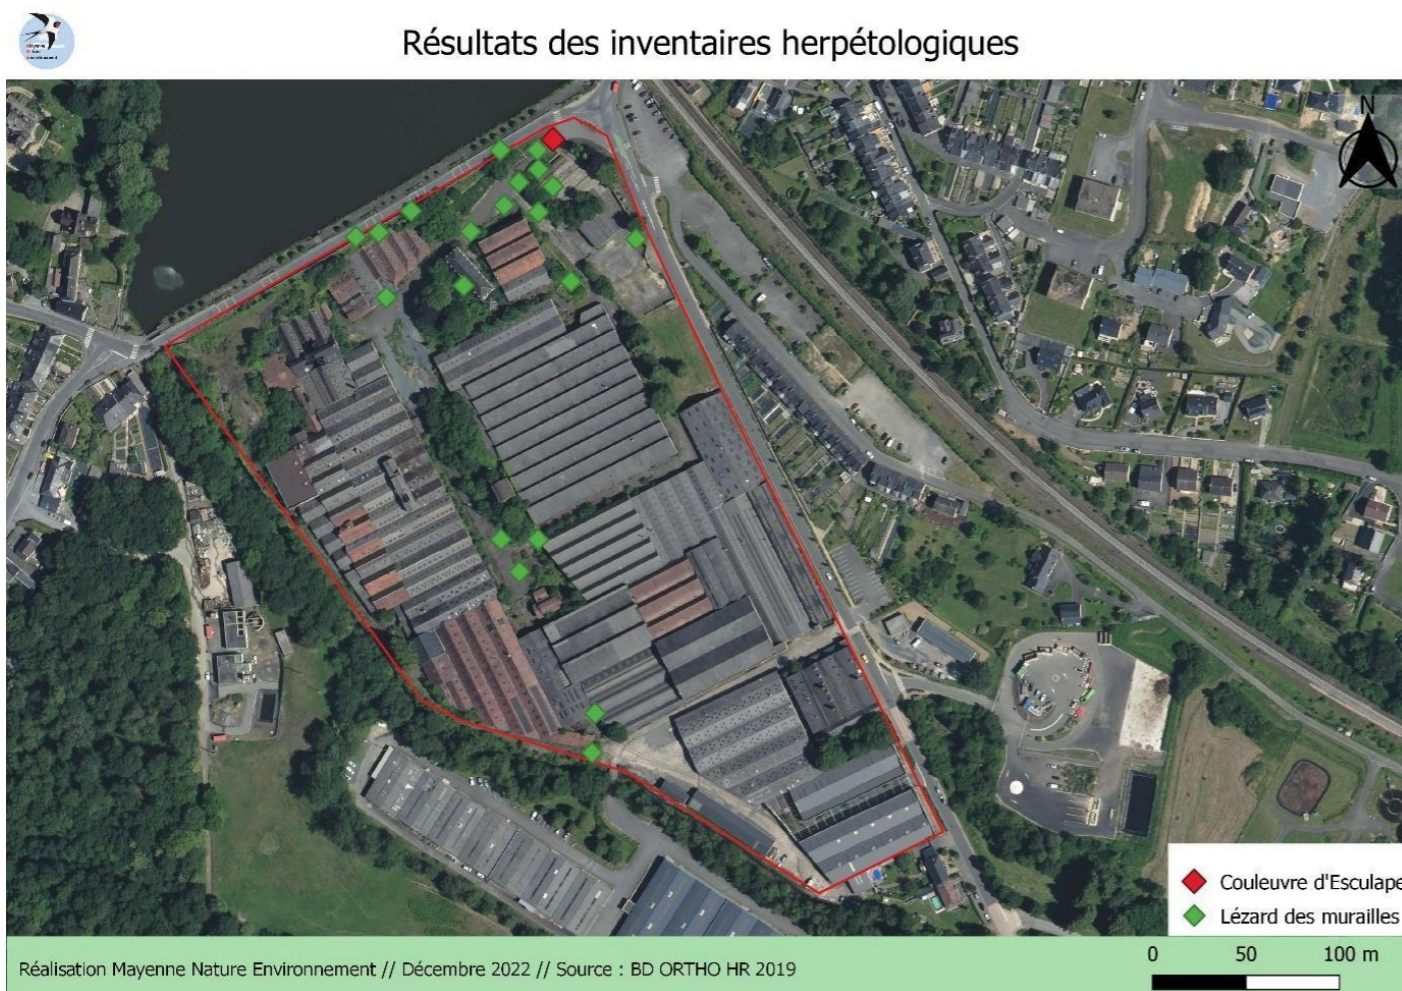 Résultats des inventaires herpétologiques
N
Couleuvre d'Esculape
Lézard des murailles
0 50 100 m
Réalisation Mayenne Nature Environnement // Décembre 2022 // Source : BD ORTHO HR 2019